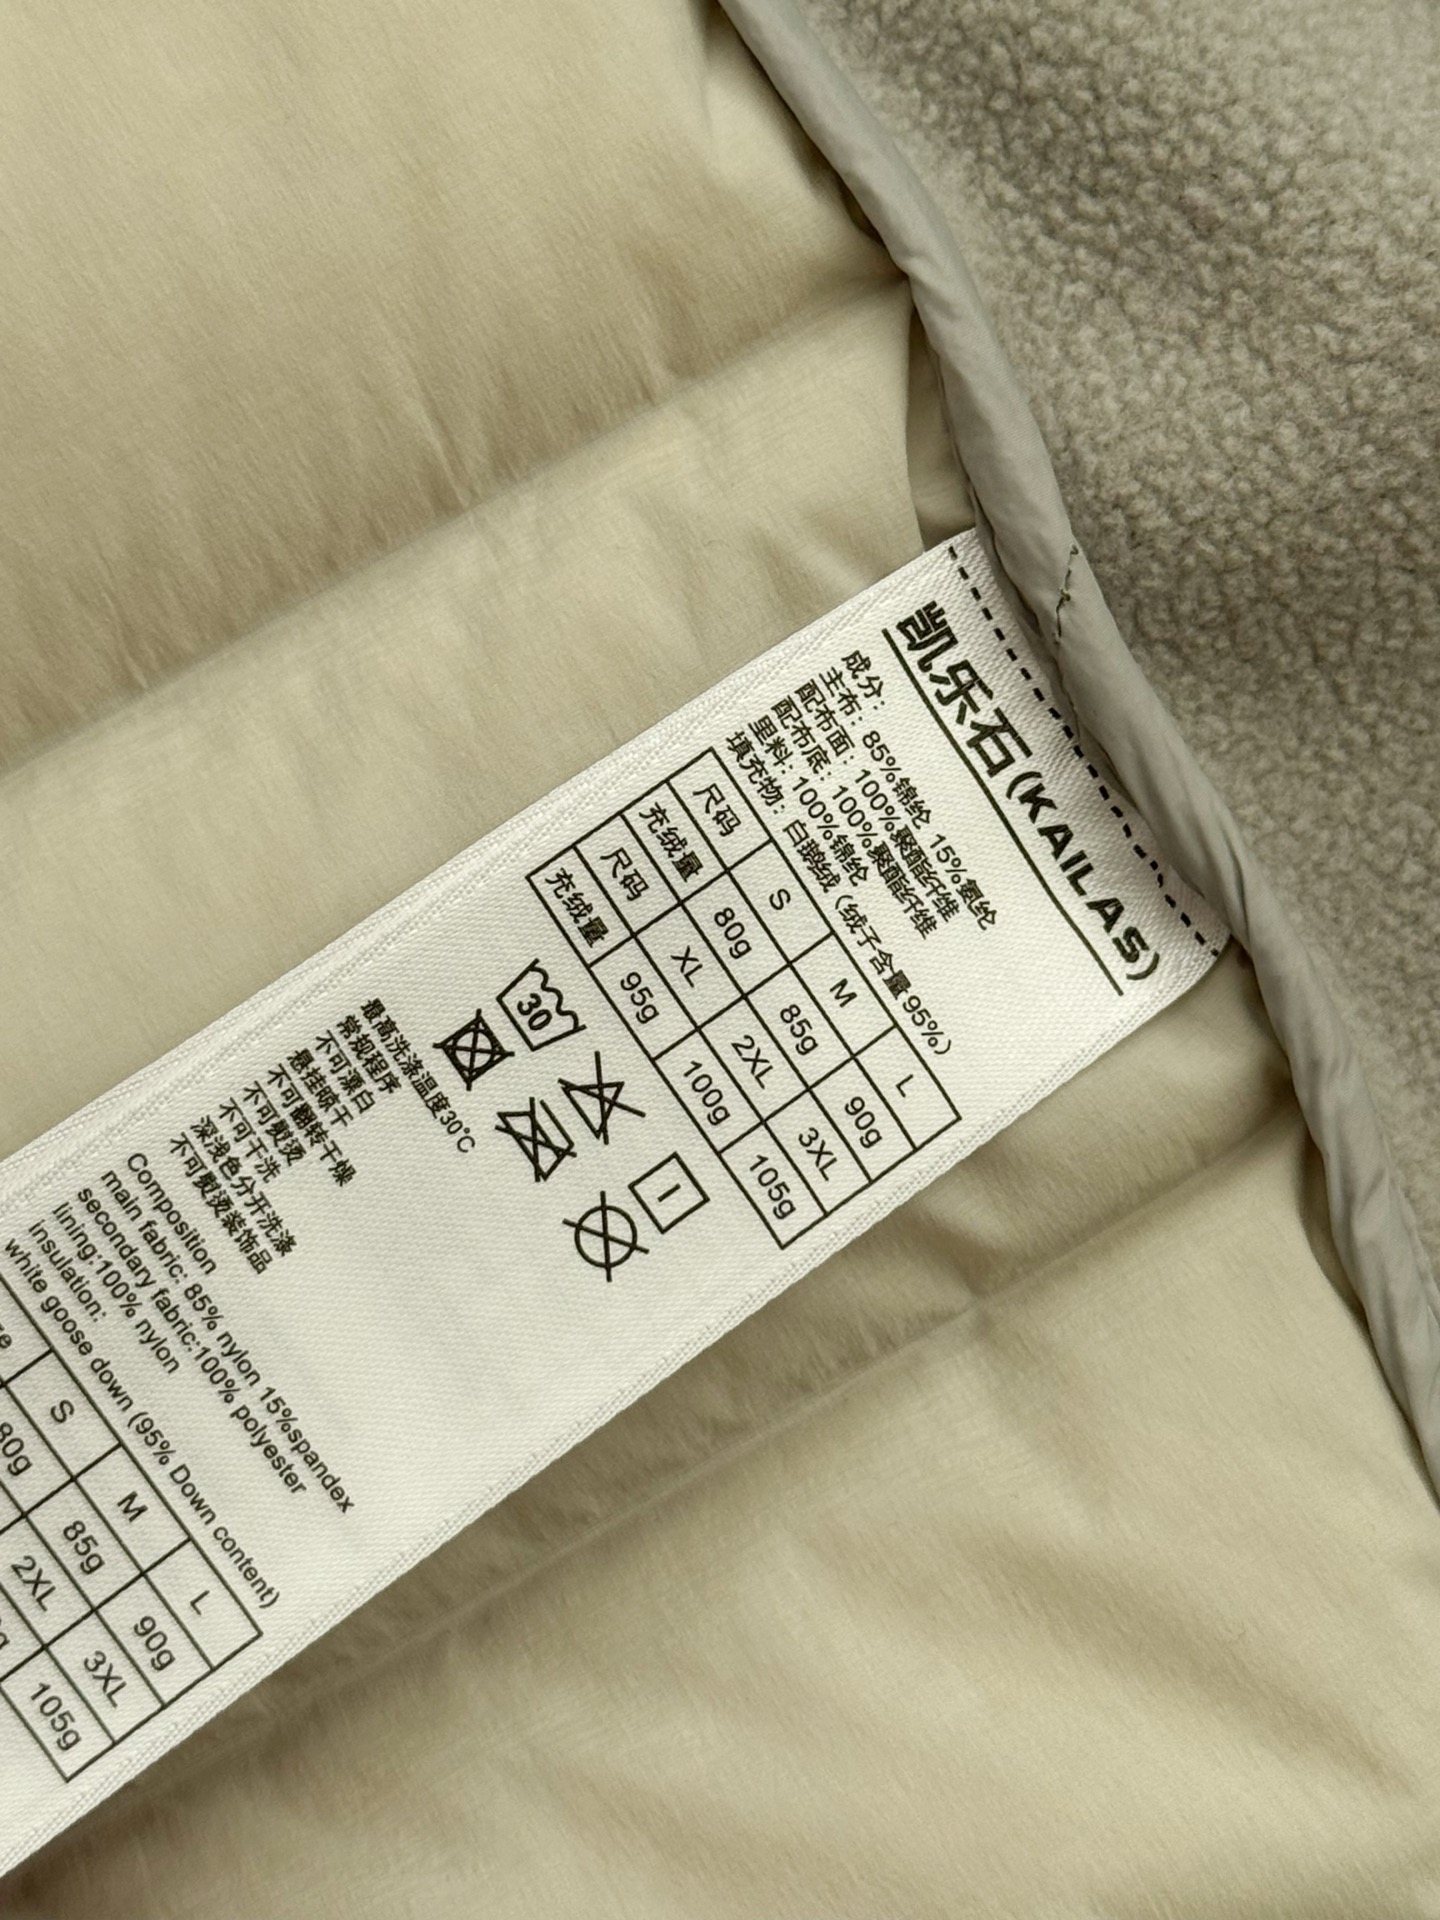 凯乐石(KAILAS)
成分：
主布：85%锦纶 15%氨纶
配布面：100%聚酯纤维
配布底：100%聚酯纤维
里料：100%锦纶
填充物：白鹅绒（绒子含量95%）
尺码 S M L
充绒量 80g 85g 90g
尺码 XL 2XL 3XL
充绒量 95g 100g 105g
30
最高洗涤温度30℃
常规程序
不可漂白
悬挂晾干
不可翻转干燥
不可熨烫
不可干洗
深浅色分开洗涤
不可熨烫装饰品
Composition
main fabric: 85% nylon 15%spandex
secondary fabric:100% polyester
lining:100% nylon
insulation:
white goose down (95% Down content)
S M L
80g 85g 90g
2XL 3XL
105g